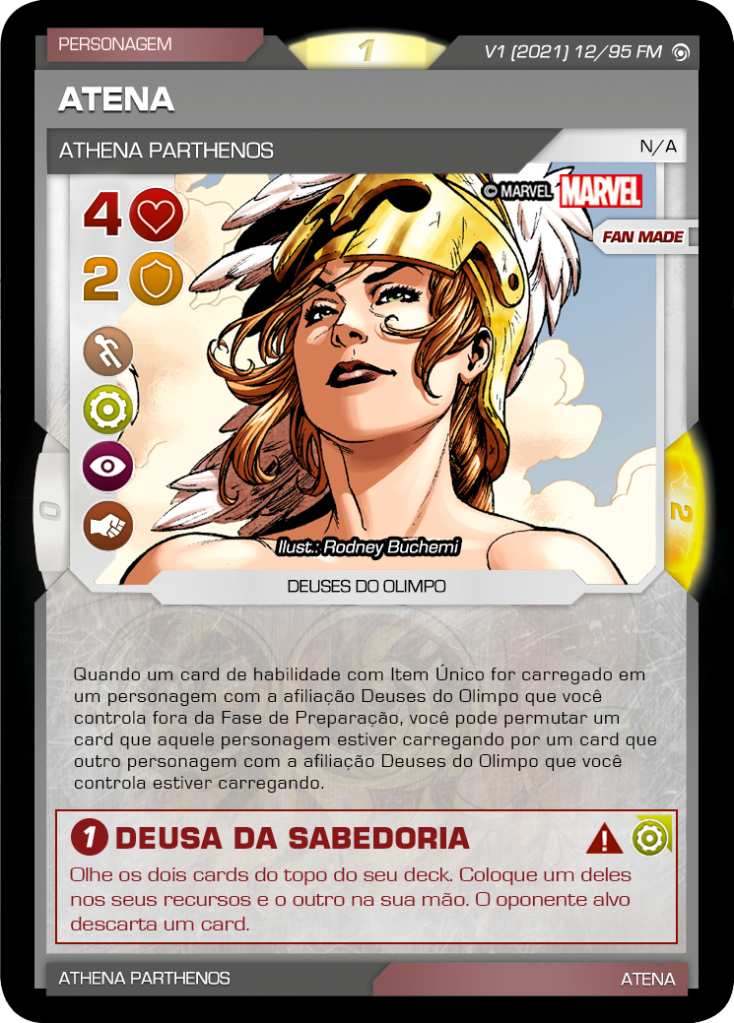 PERSONAGEM
1
V1 (2021) 12/95 FM
ATENA
ATHENA PARTHENOS
N/A
© MARVEL MARVEL
4
FAN MADE
2
0
2
Ilust.: Rodney Buchemi
DEUSES DO OLIMPO
Quando um card de habilidade com Item Único for carregado em
um personagem com a afiliação Deuses do Olimpo que você
controla fora da Fase de Preparação, você pode permutar um
card que aquele personagem estiver carregando por um card que
outro personagem com a afiliação Deuses do Olimpo que você
controla estiver carregando.
1 DEUSA DA SABEDORIA
Olhe os dois cards do topo do seu deck. Coloque um deles
nos seus recursos e o outro na sua mão. O oponente alvo
descarta um card.
ATHENA PARTHENOS
ATENA